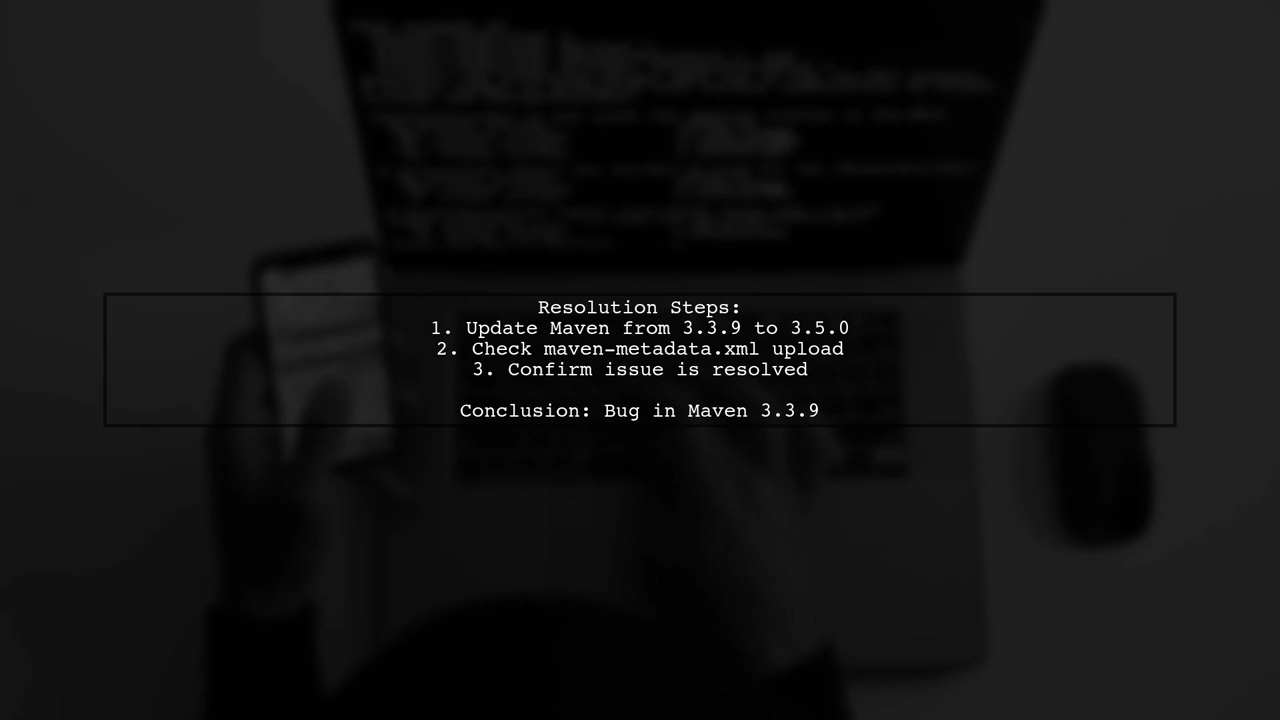 Resolution Steps:
1. Update Maven from 3.3.9 to 3.5.0
2. Check maven-metadata.xml upload
3. Confirm issue is resolved
Conclusion: Bug in Maven 3.3.9